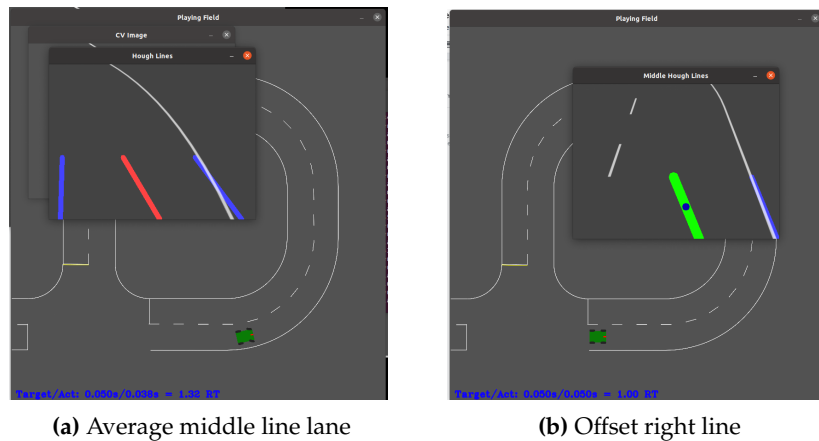 Playing Field
CV Image
Hough Lines
Target/Act: 0.050s/0.038s = 1.32 RT
(a) Average middle line lane
Playing Field
Middle Hough Lines
Target/Act: 0.050s/0.050s = 1.00 RT
(b) Offset right line